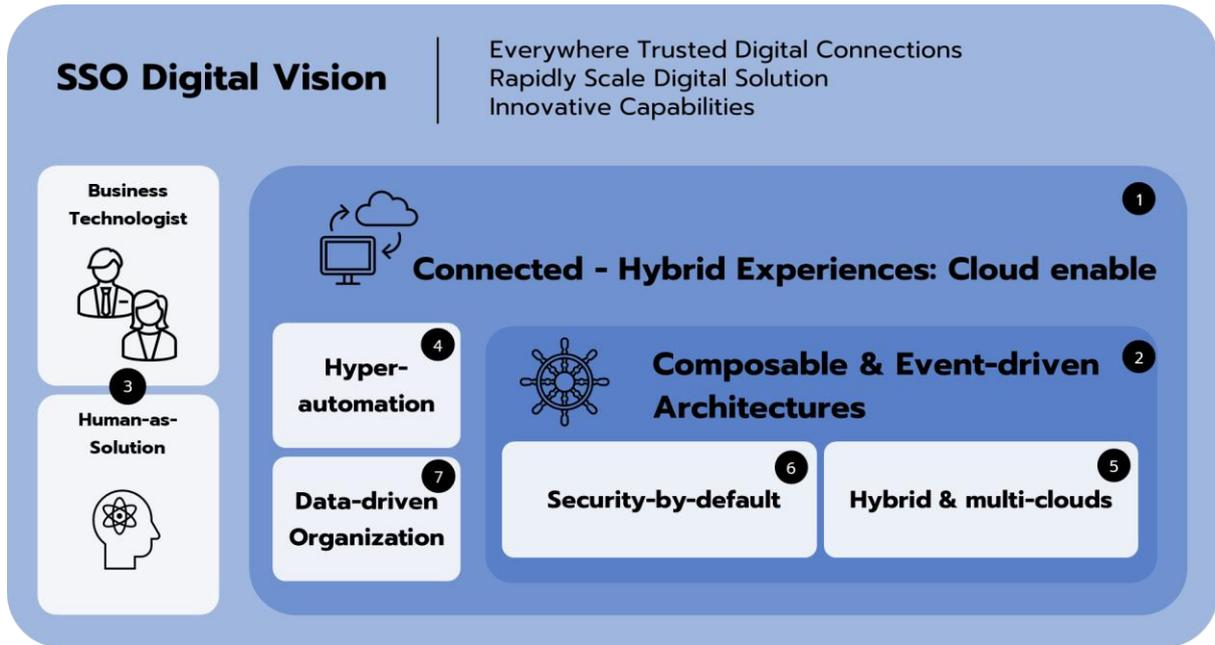 SSO Digital Vision
Everywhere Trusted Digital Connections
Rapidly Scale Digital Solution
Innovative Capabilities
Business
Technologist
3
Human-as-
Solution
1
Connected - Hybrid Experiences: Cloud enable
4
Hyper-
automation
7
Data-driven
Organization
2
Composable & Event-driven
Architectures
6
Security-by-default
5
Hybrid & multi-clouds